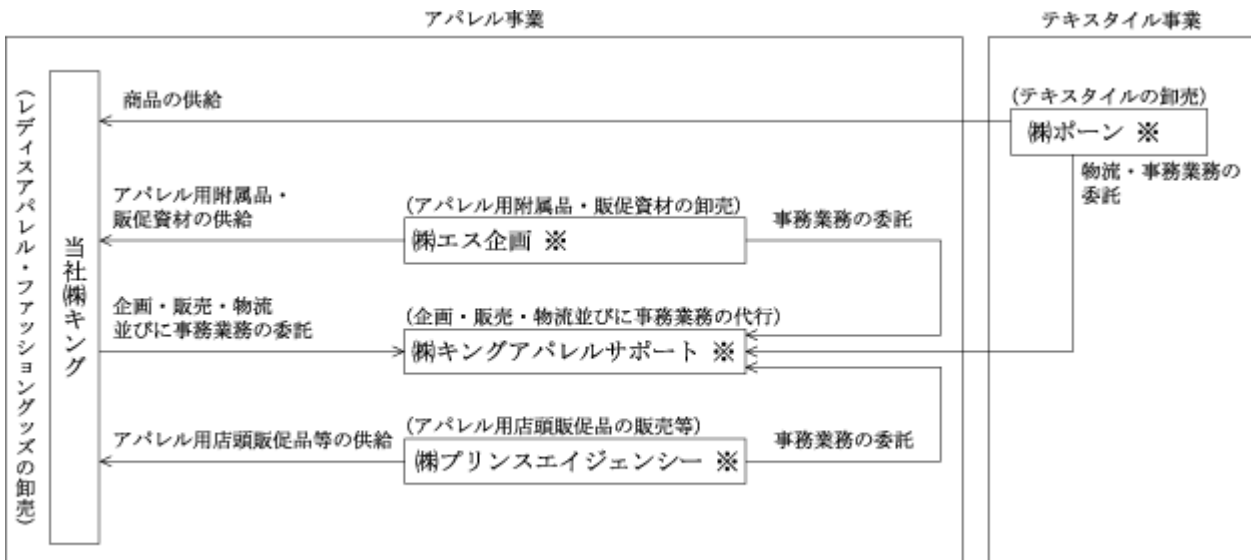 アパレル事業
テキスタイル事業
(レディスアパレル・ファッショングッズの卸売)
当社㈱キング
商品の供給
(テキスタイルの卸売)
㈱ポーン ※
物流・事務業務の
委託
アパレル用附属品・
販促資材の供給
(アパレル用附属品・販促資材の卸売)
㈱エス企画 ※
事務業務の委託
企画・販売・物流
並びに事務業務の委託
(企画・販売・物流並びに事務業務の代行)
㈱キングアパレルサポート ※
アパレル用店頭販促品等の供給
(アパレル用店頭販促品の販売等)
㈱プリンスエイジェンシー ※
事務業務の委託